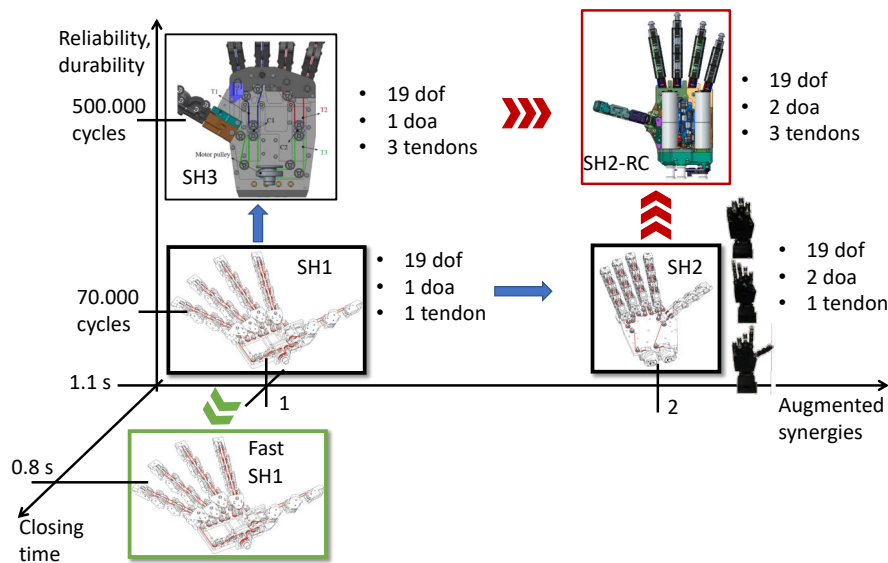 Reliability,
durability
500.000
cycles
T1
T2
C1
C2
T3
Motor pulley
SH3
• 19 dof
• 1 doa
• 3 tendons
SH2-RC
• 19 dof
• 2 doa
• 3 tendons
70.000
cycles
SH1
• 19 dof
• 1 doa
• 1 tendon
SH2
• 19 dof
• 2 doa
• 1 tendon
1.1 s
1
2
Augmented
synergies
0.8 s
Fast
SH1
Closing
time